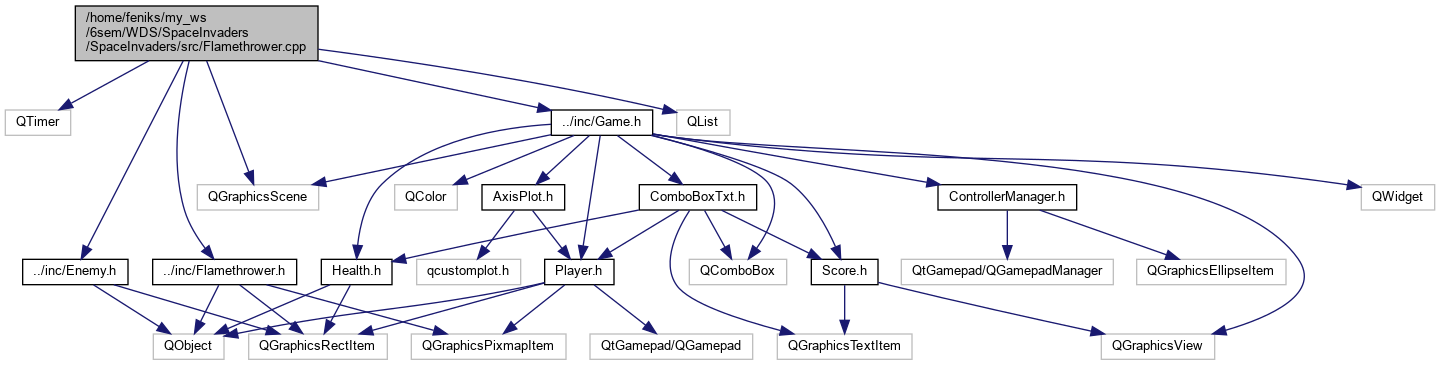 /home/feniks/my_ws
/6sem/WDS/SpaceInvaders
/SpaceInvaders/src/Flamethrower.cpp
QTimer
../inc/Game.h
QList
QGraphicsScene
QColor
AxisPlot.h
ComboBoxTxt.h
ControllerManager.h
QWidget
../inc/Enemy.h
../inc/Flamethrower.h
Health.h
qcustomplot.h
Player.h
QComboBox
Score.h
QtGamepad/QGamepadManager
QGraphicsEllipseItem
QObject
QGraphicsRectItem
QGraphicsPixmapItem
QtGamepad/QGamepad
QGraphicsTextItem
QGraphicsView